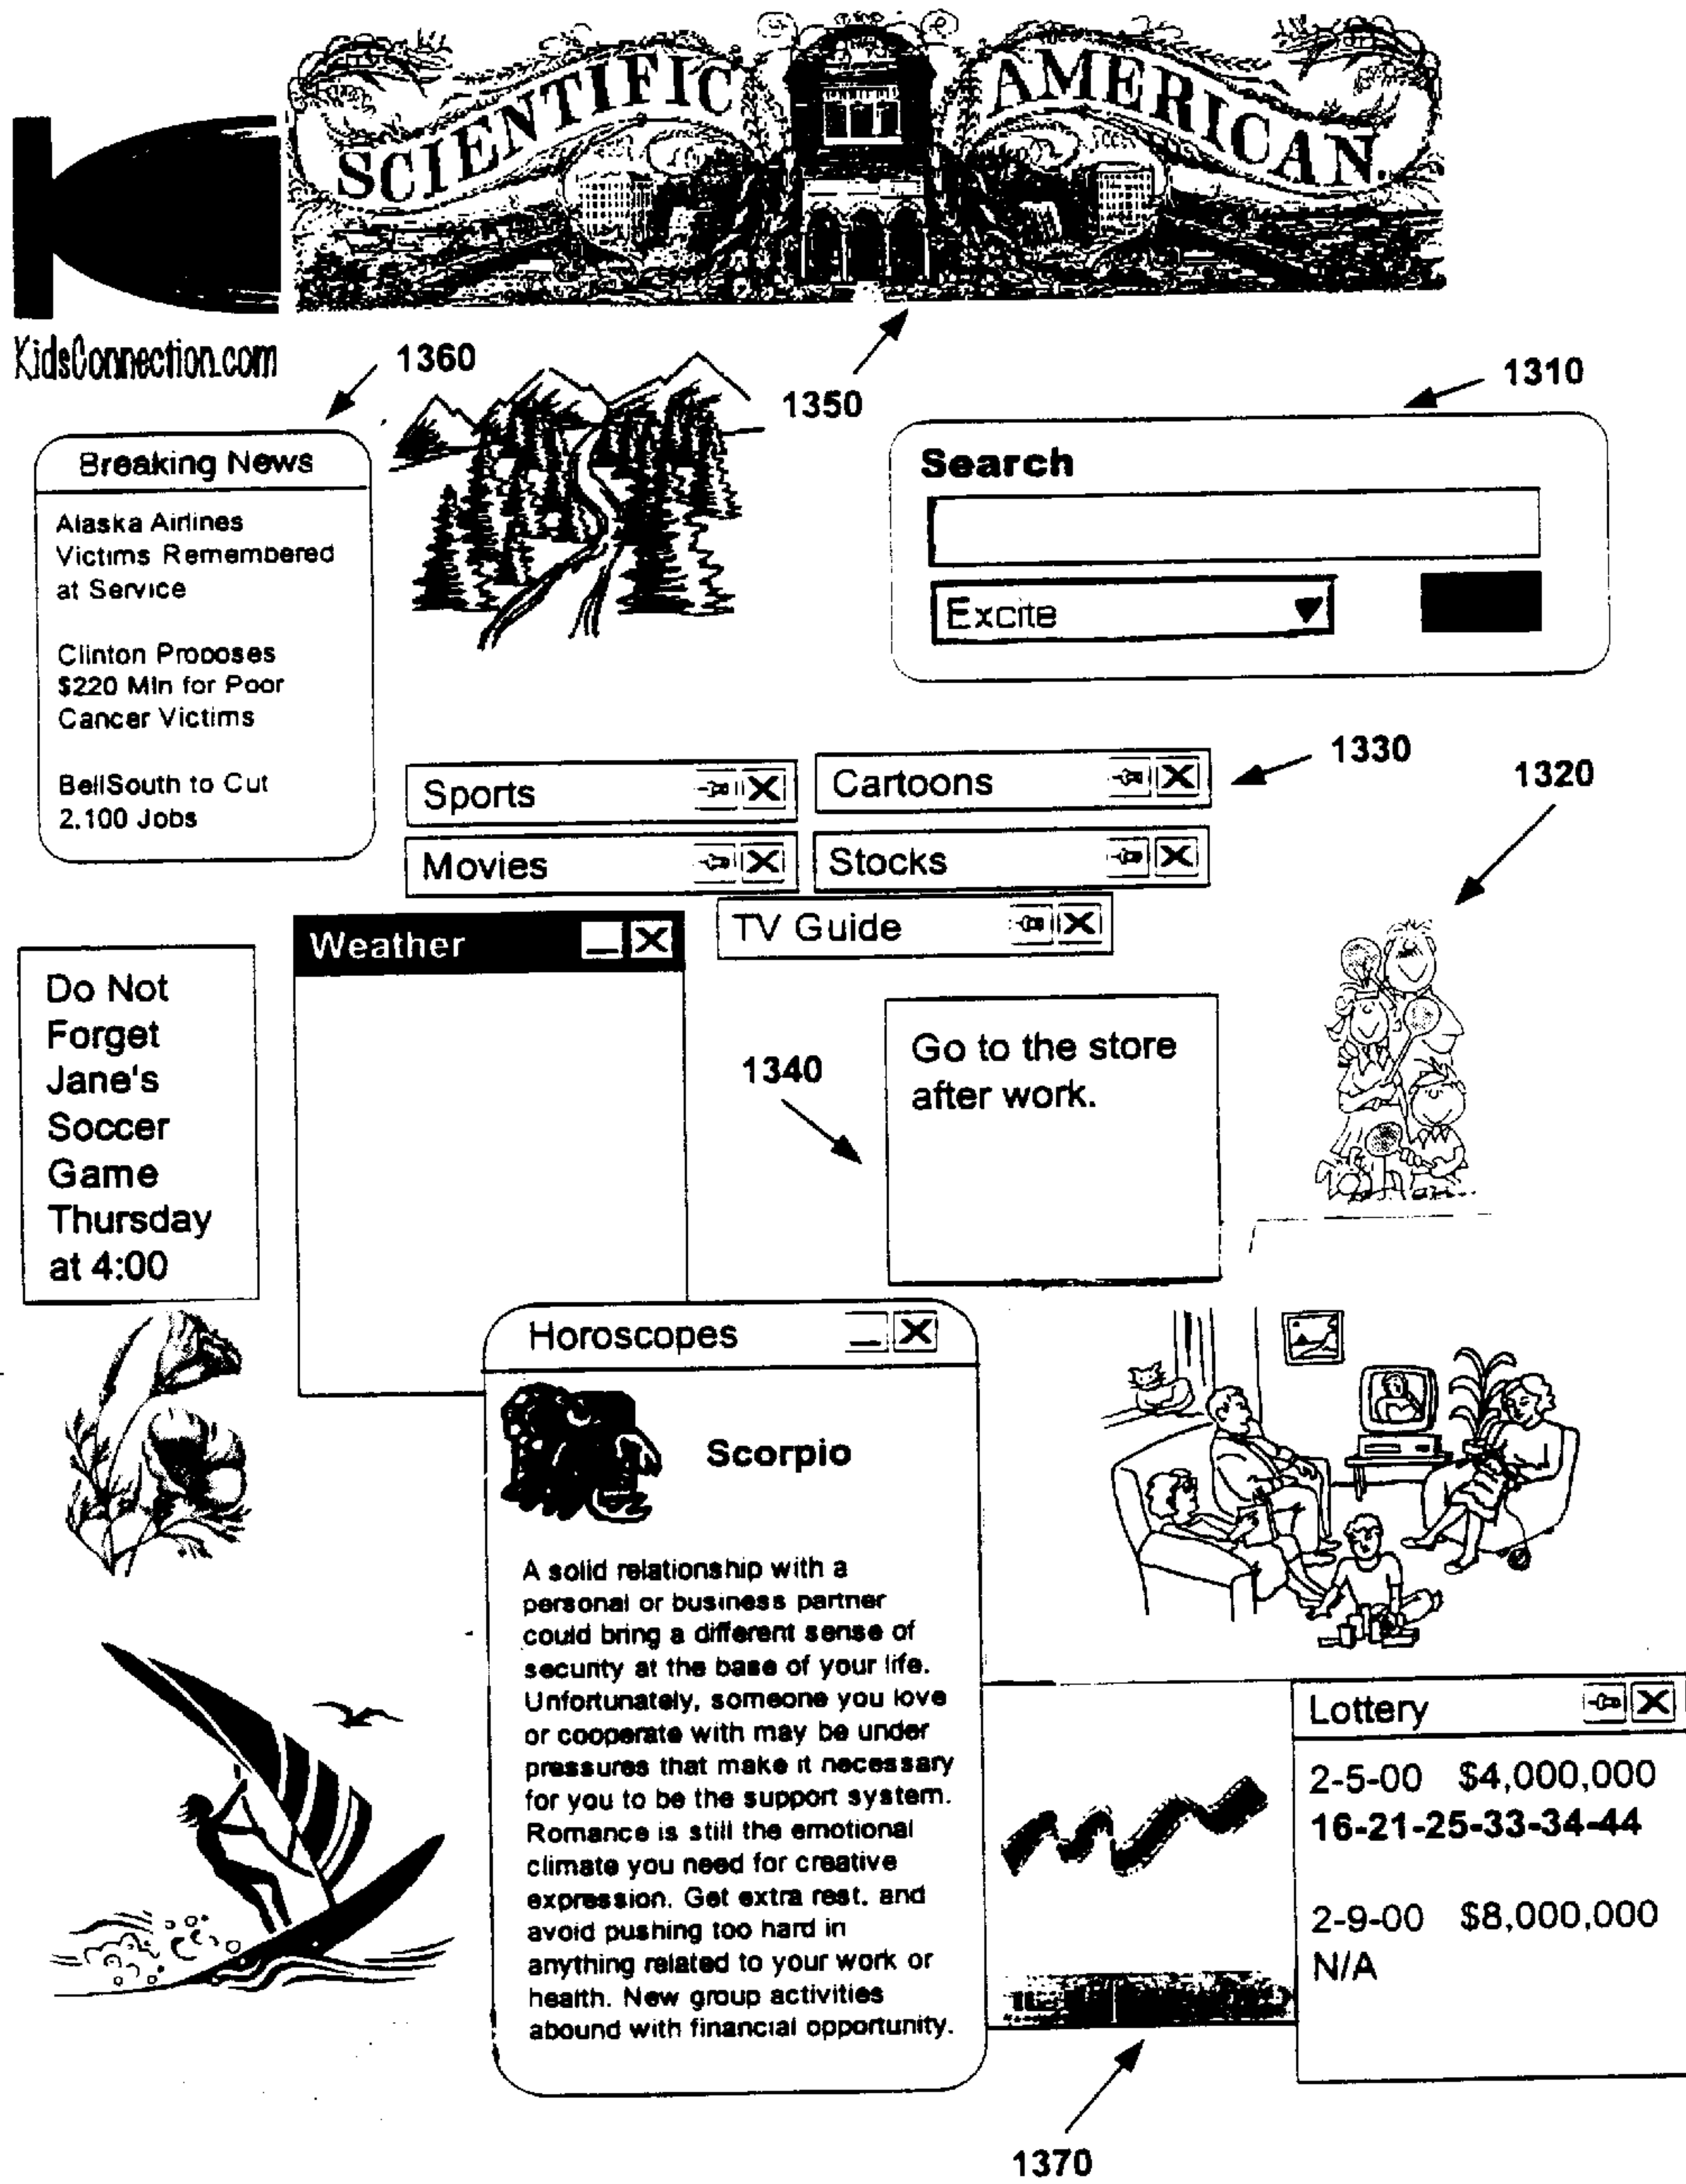 SCIENTIFIC AMERICAN.
KidsConnection.com
1360
1350
1310
Breaking News
Alaska Airlines
Victims Remembered
at Service
Clinton Proposes
$220 Mln for Poor
Cancer Victims
BellSouth to Cut
2,100 Jobs
Search
Excite
1330
1320
Sports
Cartoons
Movies
Stocks
TV Guide
Weather
Do Not
Forget
Jane's
Soccer
Game
Thursday
at 4:00
1340
Go to the store
after work.
Horoscopes
Scorpio
A solid relationship with a
personal or business partner
could bring a different sense of
security at the base of your life.
Unfortunately, someone you love
or cooperate with may be under
pressures that make it necessary
for you to be the support system.
Romance is still the emotional
climate you need for creative
expression. Get extra rest, and
avoid pushing too hard in
anything related to your work or
health. New group activities
abound with financial opportunity.
Lottery
2-5-00 $4,000,000
16-21-25-33-34-44
2-9-00 $8,000,000
N/A
1370